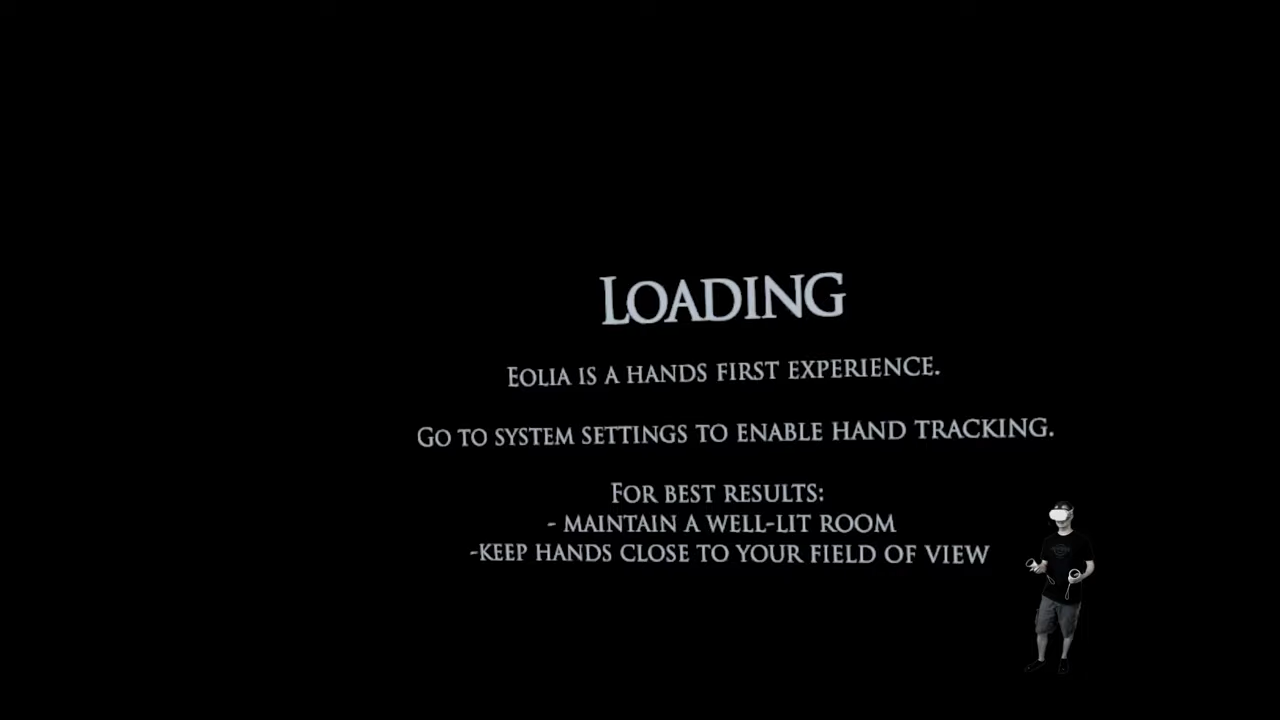 LOADING
EOLIA IS A HANDS FIRST EXPERIENCE.
GO TO SYSTEM SETTINGS TO ENABLE HAND TRACKING.
FOR BEST RESULTS:
- MAINTAIN A WELL-LIT ROOM
-KEEP HANDS CLOSE TO YOUR FIELD OF VIEW